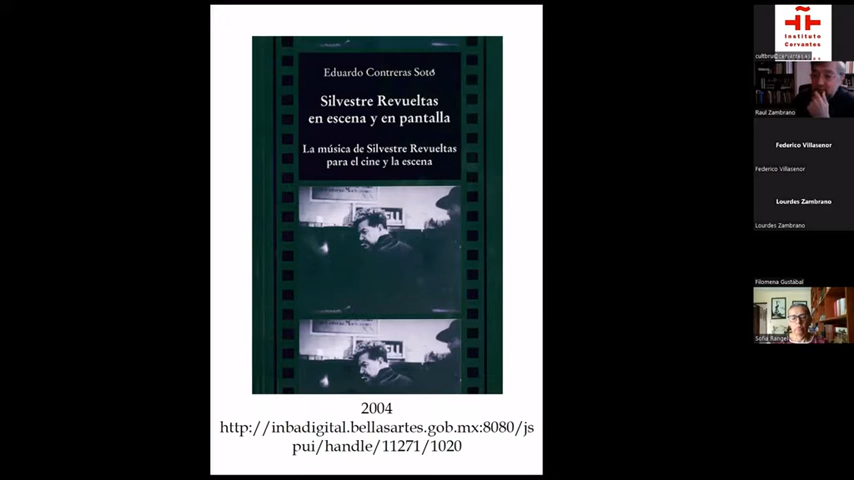 Eduardo Contreras Soto
Silvestre Revueltas
en escena y en pantalla
La música de Silvestre Revueltas
para el cine y la escena
2004
http://inbadigital.bellasartes.gob.mx:8080/js
pui/handle/11271/1020
Instituto
Cervantes
Raul Zambrano
Federico Villasenor
Federico Villasenor
Lourdes Zambrano
Lourdes Zambrano
Filomena Gustábal
Sofia Rangel